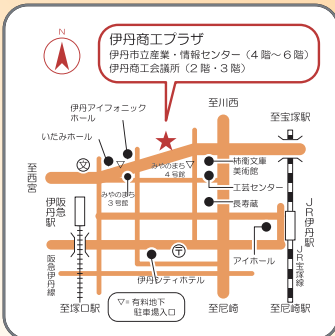 N
伊丹商工プラザ
伊丹市立産業・情報センター(4階～6階)
伊丹商工会議所(2階・3階)
伊丹アイフォニック
ホール
いたみホール
文
至川西
至宝塚駅
至西宮
みやのまち
3号館
みやのまち
4号館
柿衞文庫
美術館
工芸センター
長寿蔵
阪急
伊丹駅
JR伊丹駅
JR宝塚線
アイホール
阪急伊丹線
〒
伊丹シティホテル
至塚口駅
▽=有料地下
駐車場入口
至尼崎
至尼崎駅